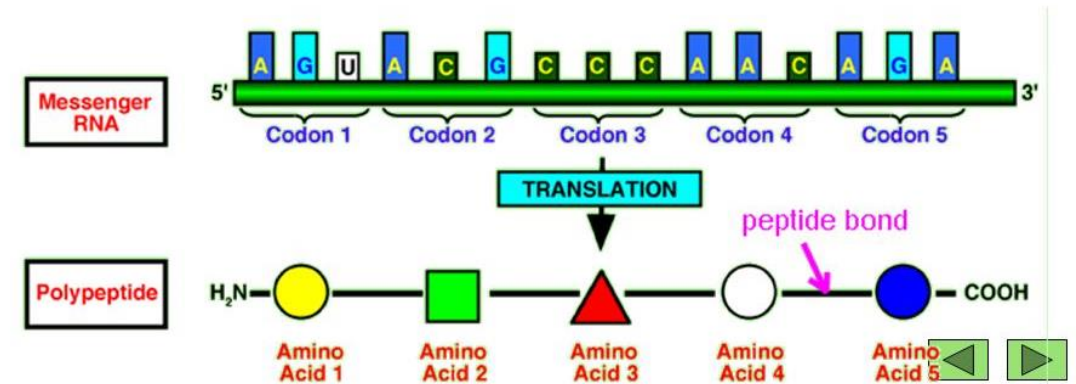 A G U A C G C C C A A C A G A
5' 3'
Messenger
RNA
Codon 1 Codon 2 Codon 3 Codon 4 Codon 5
TRANSLATION
peptide bond
Polypeptide
H₂N COOH
Amino Amino Amino Amino Amino
Acid 1 Acid 2 Acid 3 Acid 4 Acid 5